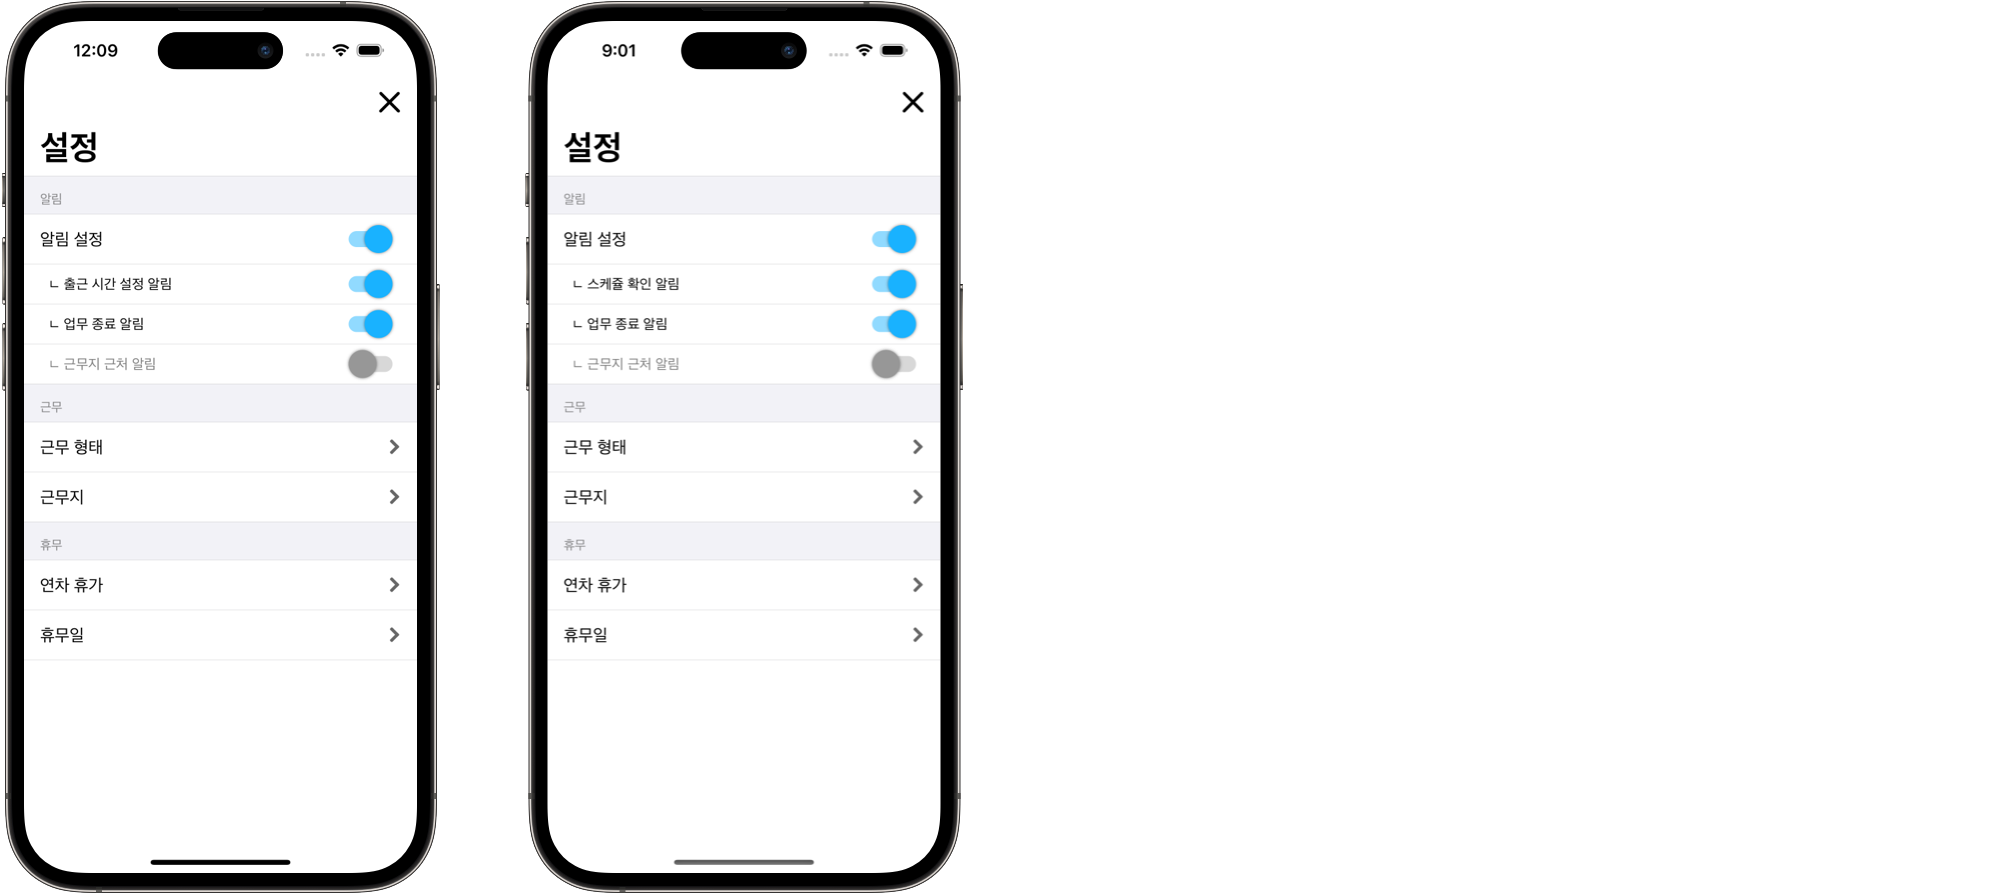 12:09
설정
알림
알림 설정
ㄴ 출근 시간 설정 알림
ㄴ 업무 종료 알림
ㄴ 근무지 근처 알림
근무
근무 형태
근무지
휴무
연차 휴가
휴무일
9:01
설정
알림
알림 설정
ㄴ 스케쥴 확인 알림
ㄴ 업무 종료 알림
ㄴ 근무지 근처 알림
근무
근무 형태
근무지
휴무
연차 휴가
휴무일